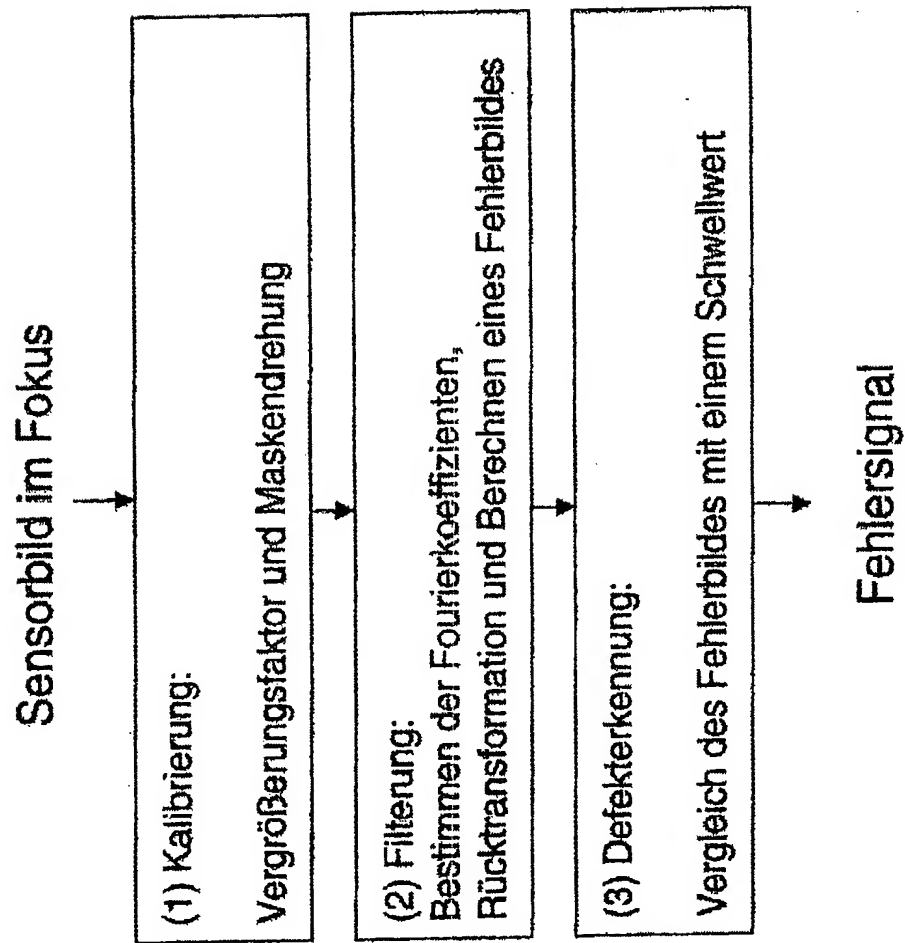 Sensorbild im Fokus
(1) Kalibrierung:
Vergrößerungsfaktor und Maskendrehung
(2) Filterung:
Bestimmen der Fourierkoeffizienten,
Rücktransformation und Berechnen eines Fehlerbildes
(3) Defekterkennung:
Vergleich des Fehlerbildes mit einem Schwellwert
Fehlersignal